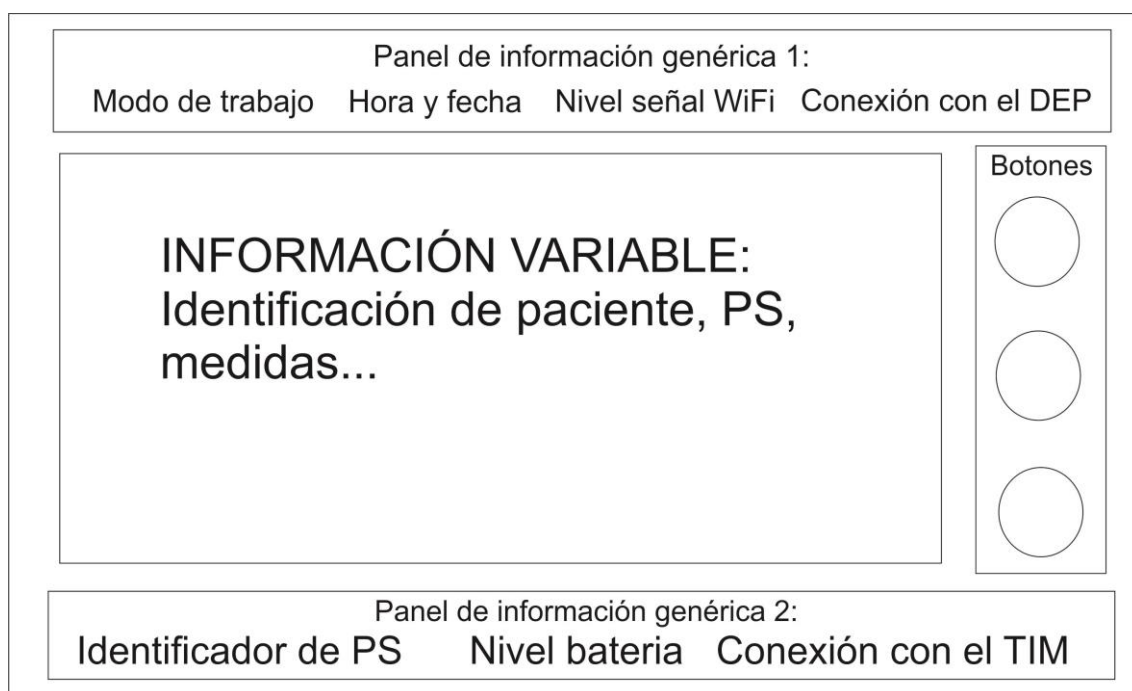 Panel de información genérica 1:
Modo de trabajo Hora y fecha Nivel señal WiFi Conexión con el DEP
Botones
INFORMACIÓN VARIABLE:
Identificación de paciente, PS,
medidas...
Panel de información genérica 2:
Identificador de PS Nivel bateria Conexión con el TIM